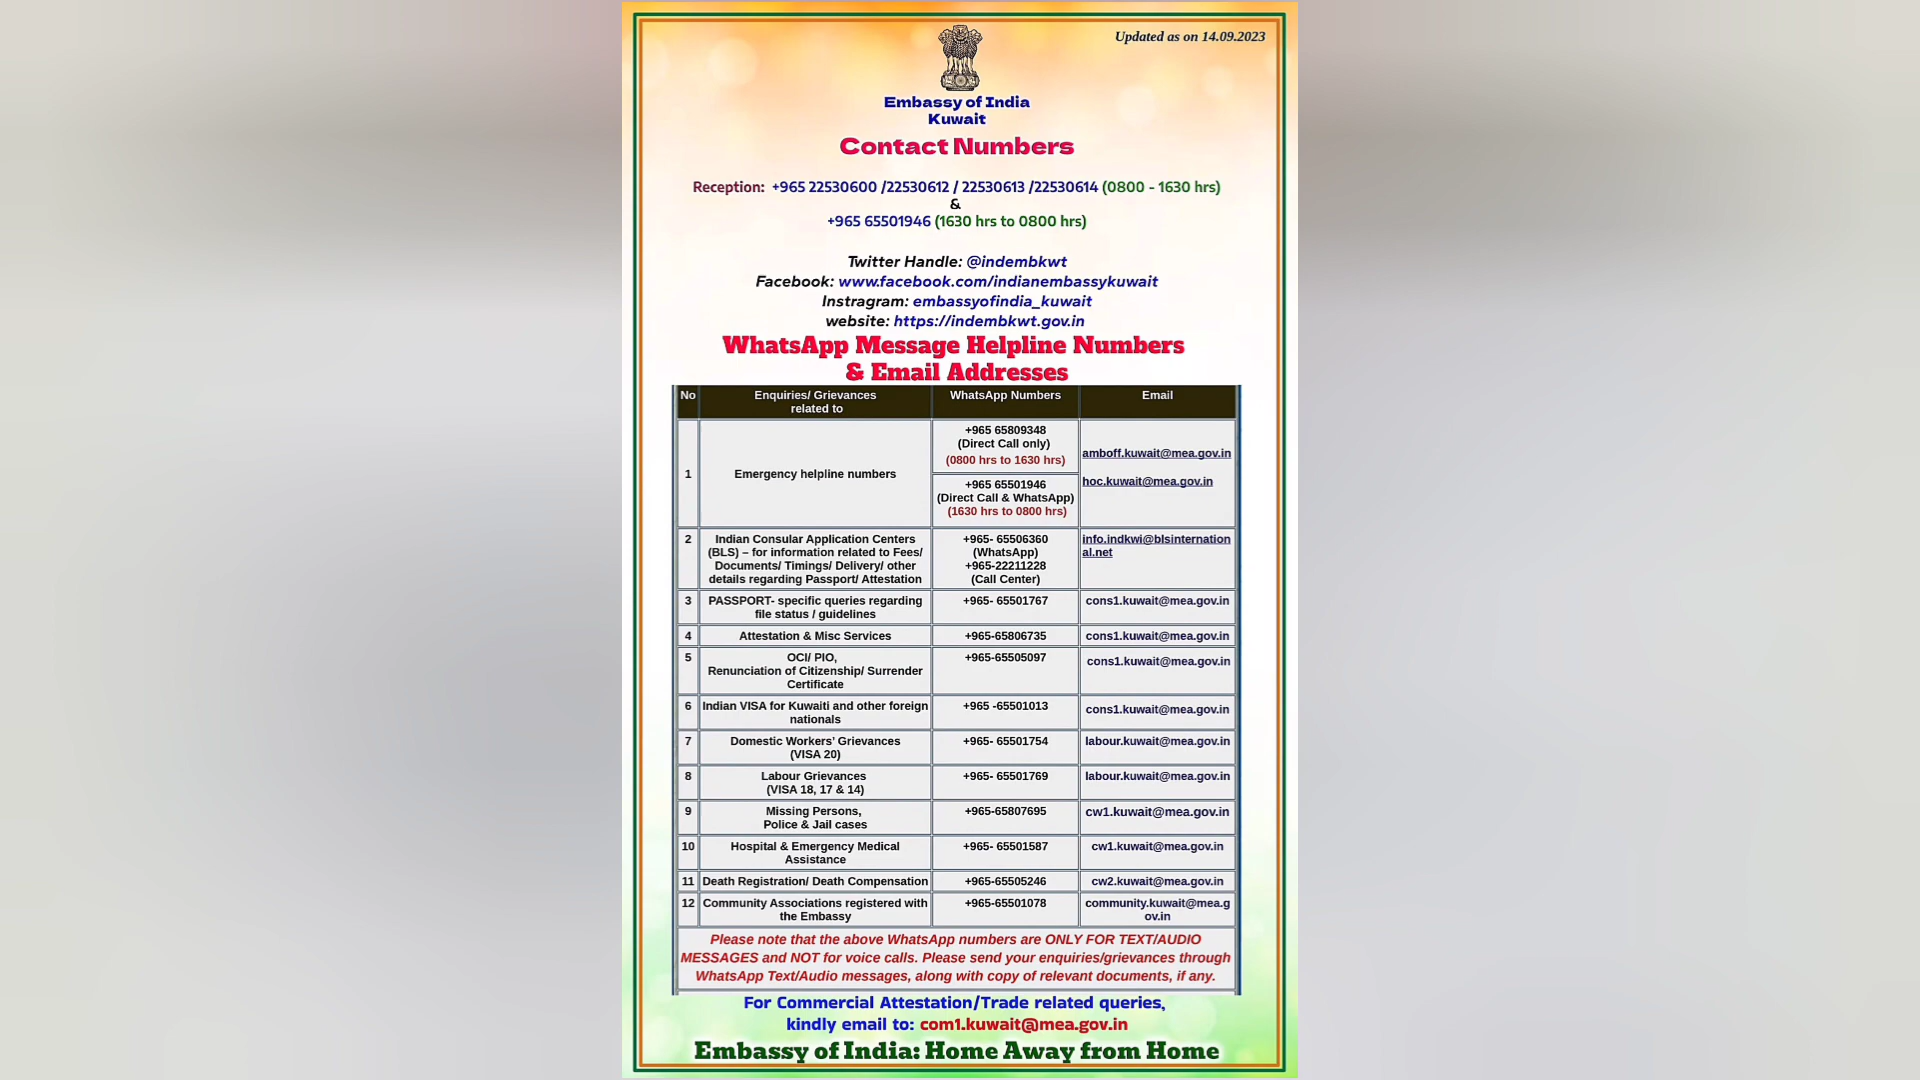 Updated as on 14.09.2023
Embassy of India
Kuwait
Contact Numbers
Reception: +965 22530600 /22530612 / 22530613 /22530614 (0800 - 1630 hrs)
&
+965 65501946 (1630 hrs to 0800 hrs)
Twitter Handle: @indembkwt
Facebook: www.facebook.com/indianembassykuwait
Instragram: embassyofindia_kuwait
website: https://indembkwt.gov.in
WhatsApp Message Helpline Numbers
& Email Addresses
No
Enquiries/ Grievances
related to
WhatsApp Numbers
Email
1
Emergency helpline numbers
+965 65809348
(Direct Call only)
(0800 hrs to 1630 hrs)
+965 65501946
(Direct Call & WhatsApp)
(1630 hrs to 0800 hrs)
amboff.kuwait@mea.gov.in
hoc.kuwait@mea.gov.in
2
Indian Consular Application Centers
(BLS) – for information related to Fees/
Documents/ Timings/ Delivery/ other
details regarding Passport/ Attestation
+965- 65506360
(WhatsApp)
+965-22211228
(Call Center)
info.indkwi@blsinternation
al.net
3
PASSPORT- specific queries regarding
file status / guidelines
+965- 65501767
cons1.kuwait@mea.gov.in
4
Attestation & Misc Services
+965-65806735
cons1.kuwait@mea.gov.in
5
OCI/ PIO,
Renunciation of Citizenship/ Surrender
Certificate
+965-65505097
cons1.kuwait@mea.gov.in
6
Indian VISA for Kuwaiti and other foreign
nationals
+965 -65501013
cons1.kuwait@mea.gov.in
7
Domestic Workers’ Grievances
(VISA 20)
+965- 65501754
labour.kuwait@mea.gov.in
8
Labour Grievances
(VISA 18, 17 & 14)
+965- 65501769
labour.kuwait@mea.gov.in
9
Missing Persons,
Police & Jail cases
+965-65807695
cw1.kuwait@mea.gov.in
10
Hospital & Emergency Medical
Assistance
+965- 65501587
cw1.kuwait@mea.gov.in
11
Death Registration/ Death Compensation
+965-65505246
cw2.kuwait@mea.gov.in
12
Community Associations registered with
the Embassy
+965-65501078
community.kuwait@mea.g
ov.in
Please note that the above WhatsApp numbers are ONLY FOR TEXT/AUDIO
MESSAGES and NOT for voice calls. Please send your enquiries/grievances through
WhatsApp Text/Audio messages, along with copy of relevant documents, if any.
For Commercial Attestation/Trade related queries,
kindly email to: com1.kuwait@mea.gov.in
Embassy of India: Home Away from Home